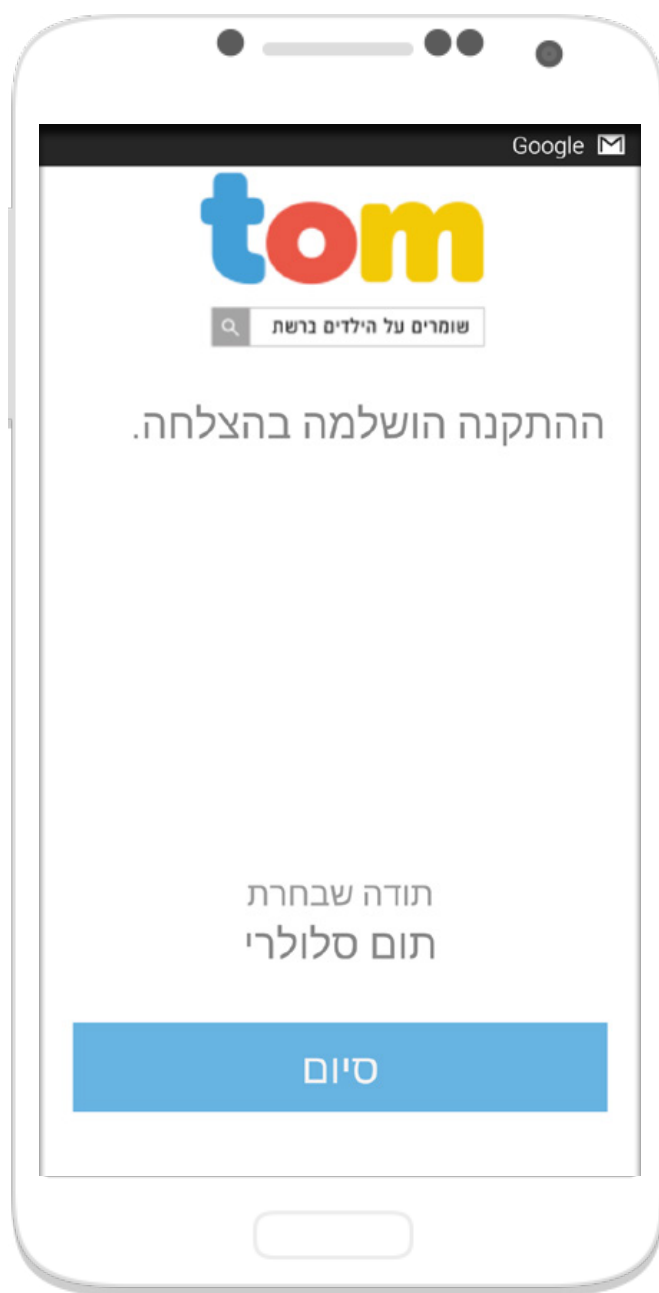 Google
tom
שומרים על הילדים ברשת
ההתקנה הושלמה בהצלחה.
תודה שבחרת
תום סלולרי
סיום